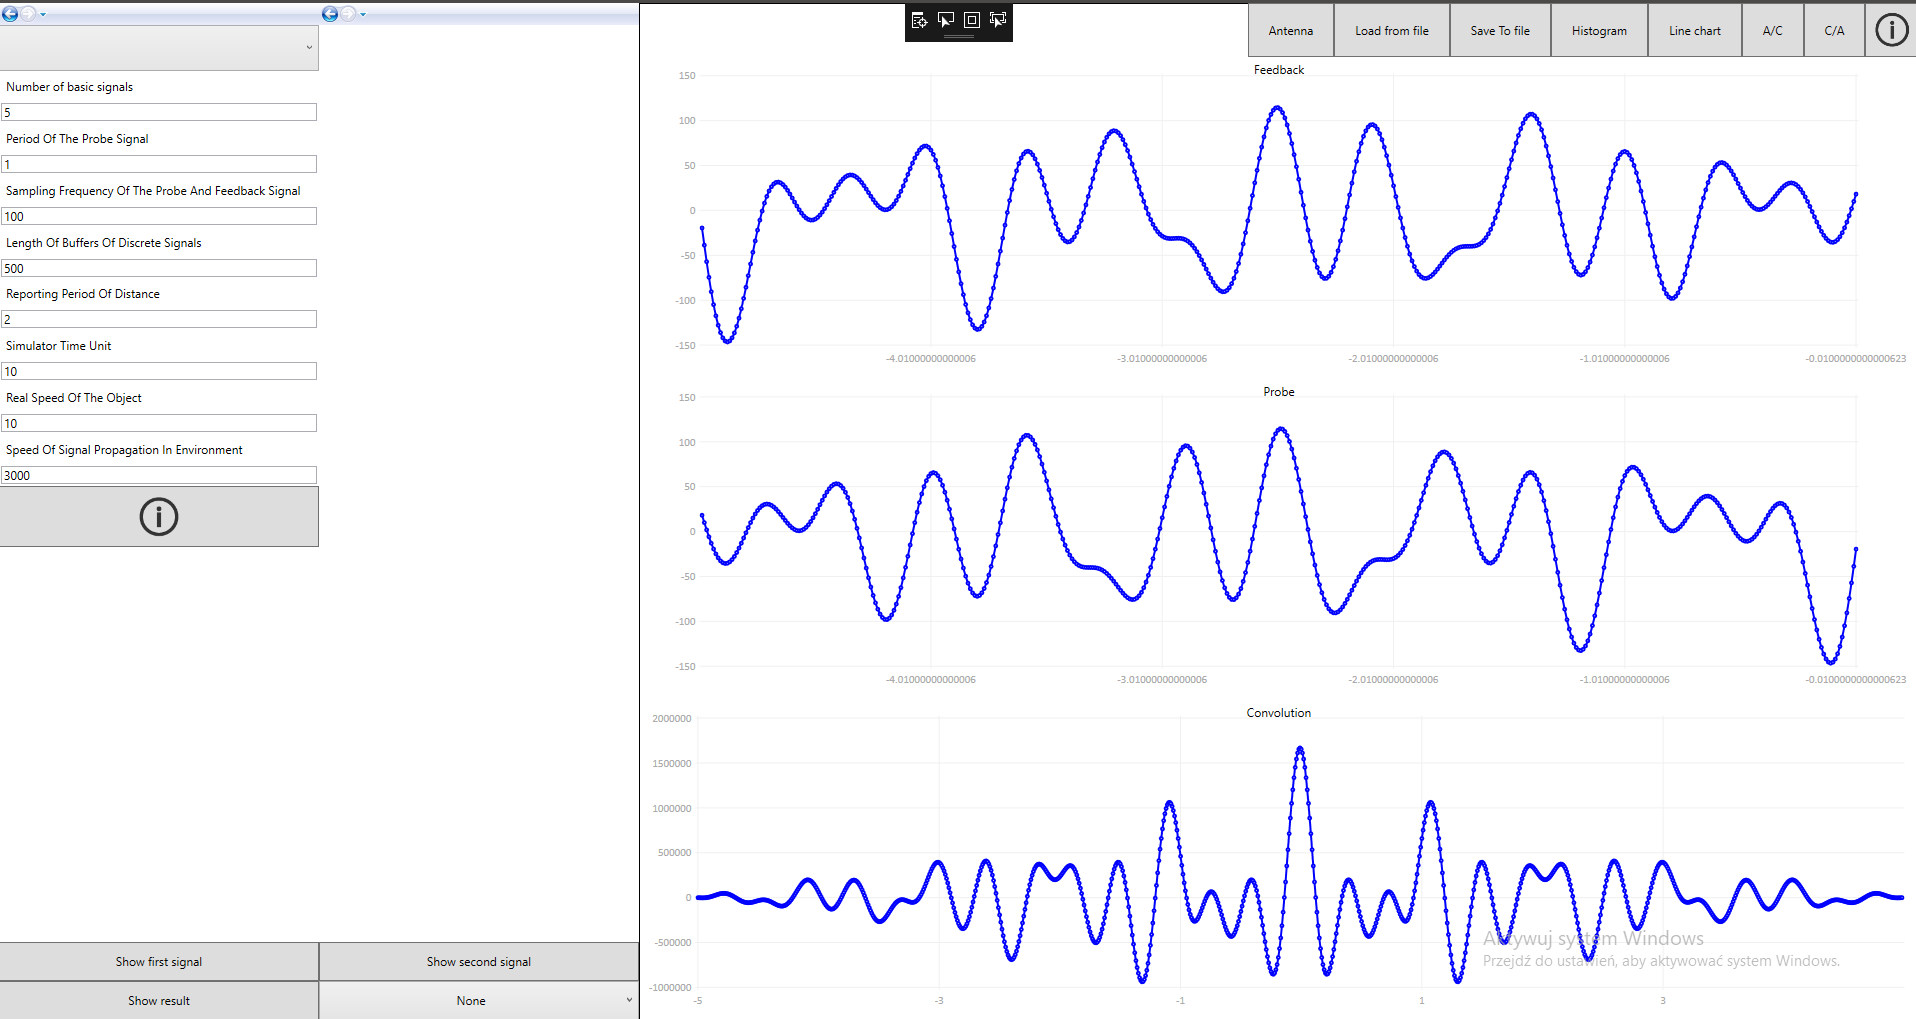 Number of basic signals
5
Period Of The Probe Signal
1
Sampling Frequency Of The Probe And Feedback Signal
100
Length Of Buffers Of Discrete Signals
500
Reporting Period Of Distance
2
Simulator Time Unit
10
Real Speed Of The Object
10
Speed Of Signal Propagation In Environment
3000
Show first signal
Show second signal
Show result
None
Antenna
Load from file
Save To file
Histogram
Line chart
A/C
C/A
Feedback
150
100
50
0
-50
-100
-150
-4.01000000000006
-3.01000000000006
-2.01000000000006
-1.01000000000006
-0.0100000000000623
Probe
150
100
50
0
-50
-100
-150
-4.01000000000006
-3.01000000000006
-2.01000000000006
-1.01000000000006
-0.0100000000000623
Convolution
2000000
1500000
1000000
500000
0
-500000
-1000000
-5
-3
-1
1
3
Aktywuj system Windows
Przejdź do ustawień, aby aktywować system Windows.